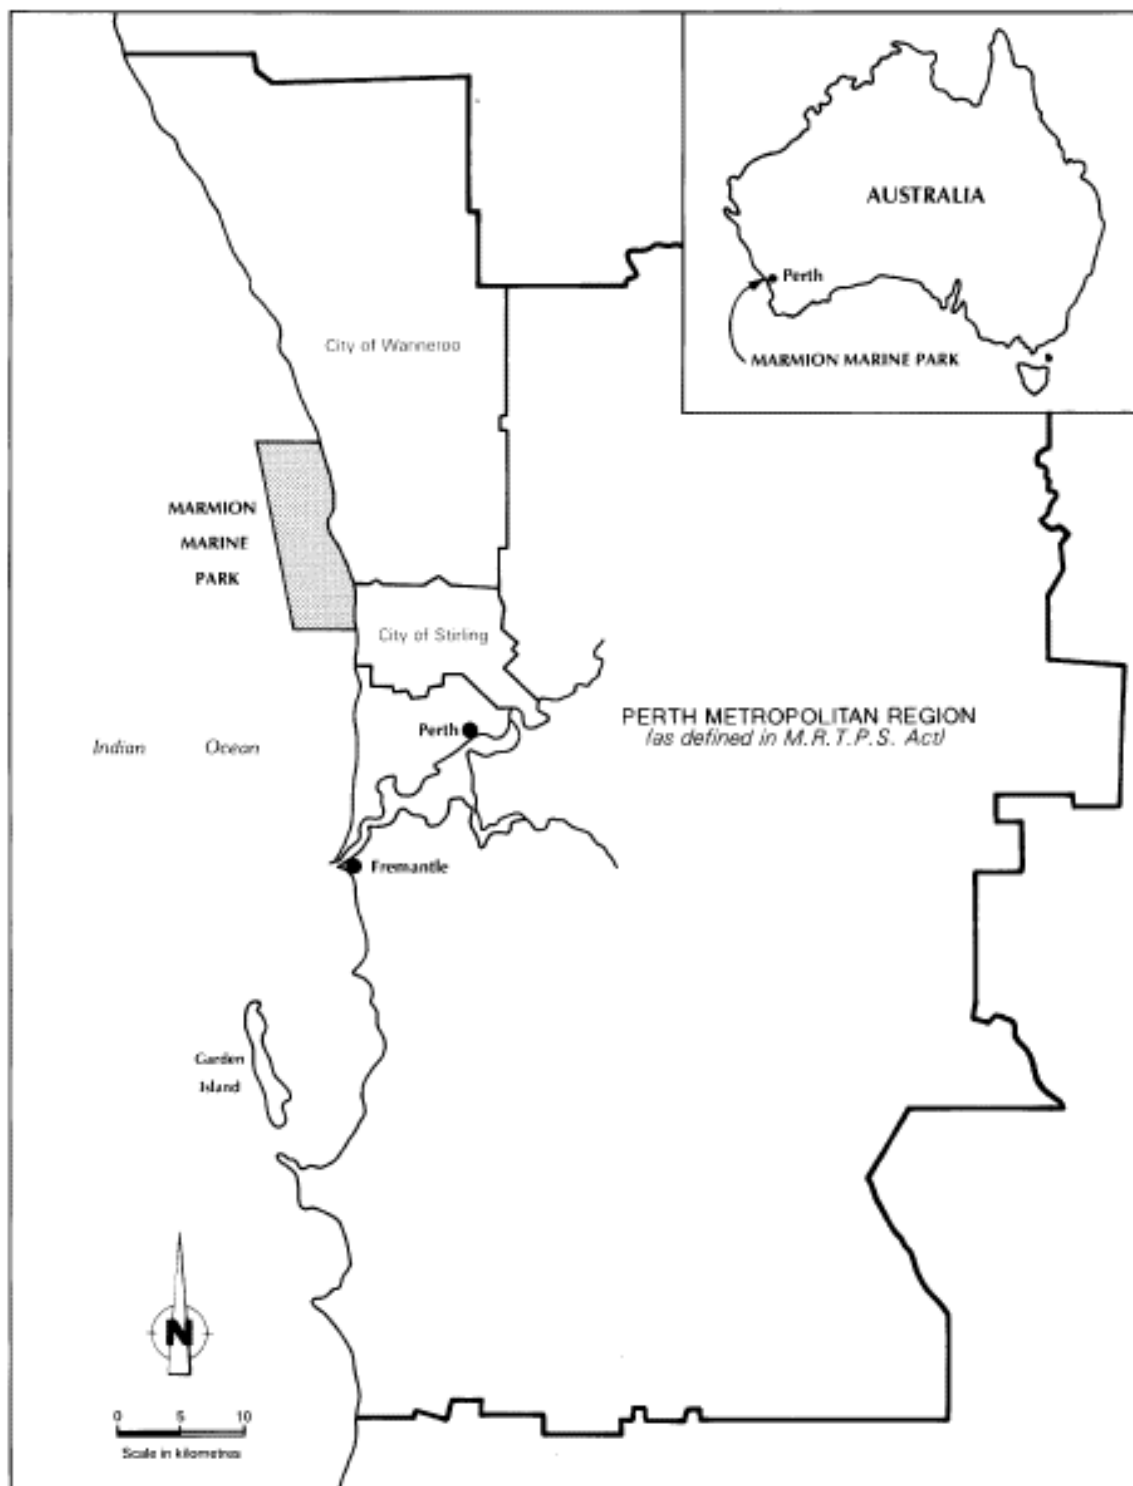 AUSTRALIA
Perth
MARMION MARINE PARK
City of Wanneroo
MARMION
MARINE
PARK
City of Stirling
PERTH METROPOLITAN REGION
(as defined in M.R.T.P.S. Act)
Perth
Indian Ocean
Fremantle
Garden
Island
N
0 5 10
Scale in kilometres